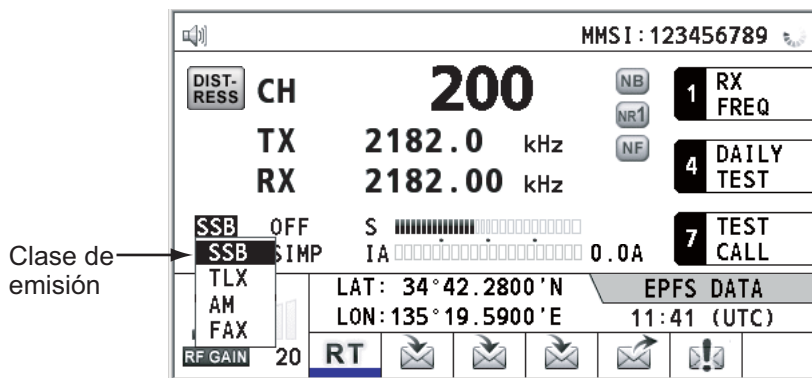 MMSI:123456789
DIST-
RESS
CH 200
NB
1 RX
FREQ
NR1
TX 2182.0 kHz
NF
4 DAILY
TEST
RX 2182.00 kHz
SSB OFF S
7 TEST
CALL
Clase de
emisión
SSB SIMP IA 0.0A
TLX
AM
FAX
LAT: 34°42.2800'N
EPFS DATA
LON:135°19.5900'E
11:41 (UTC)
RF GAIN 20
RT